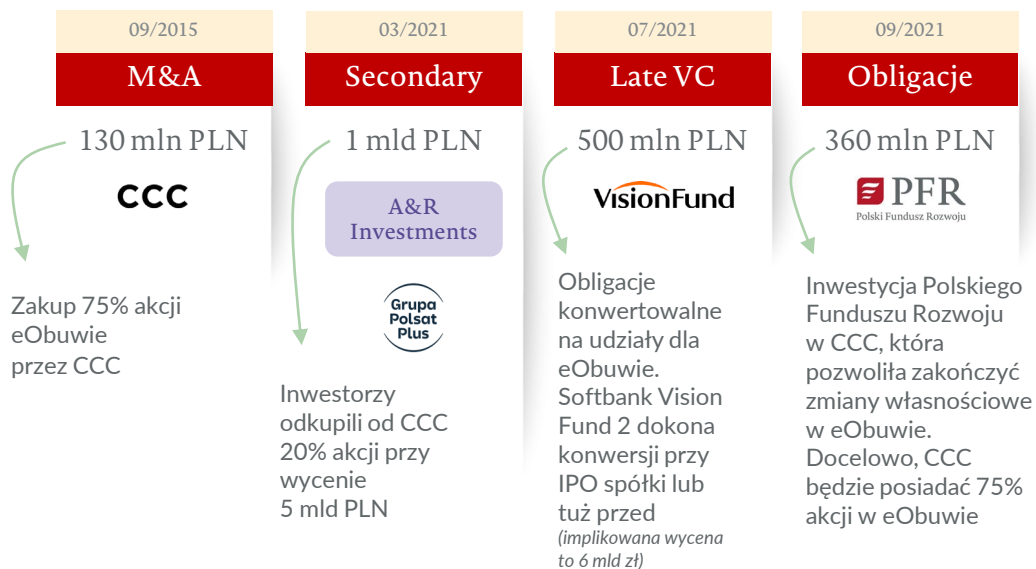 09/2015
M&A
130 mln PLN
CCC
Zakup 75% akcji
eObuwie
przez CCC
03/2021
Secondary
1 mld PLN
A&R
Investments
Grupa
Polsat
Plus
Inwestorzy
odkupili od CCC
20% akcji przy
wycenie
5 mld PLN
07/2021
Late VC
500 mln PLN
VisionFund
Obligacje
konwertowalne
na udziały dla
eObuwie.
Softbank Vision
Fund 2 dokona
konwersji przy
IPO spółki lub
tuż przed
(implikowana wycena
to 6 mld zł)
09/2021
Obligacje
360 mln PLN
PFR
Polski Fundusz Rozwoju
Inwestycja Polskiego
Funduszu Rozwoju
w CCC, która
pozwoliła zakończyć
zmiany własnościowe
w eObuwie.
Docelowo, CCC
będzie posiadać 75%
akcji w eObuwie